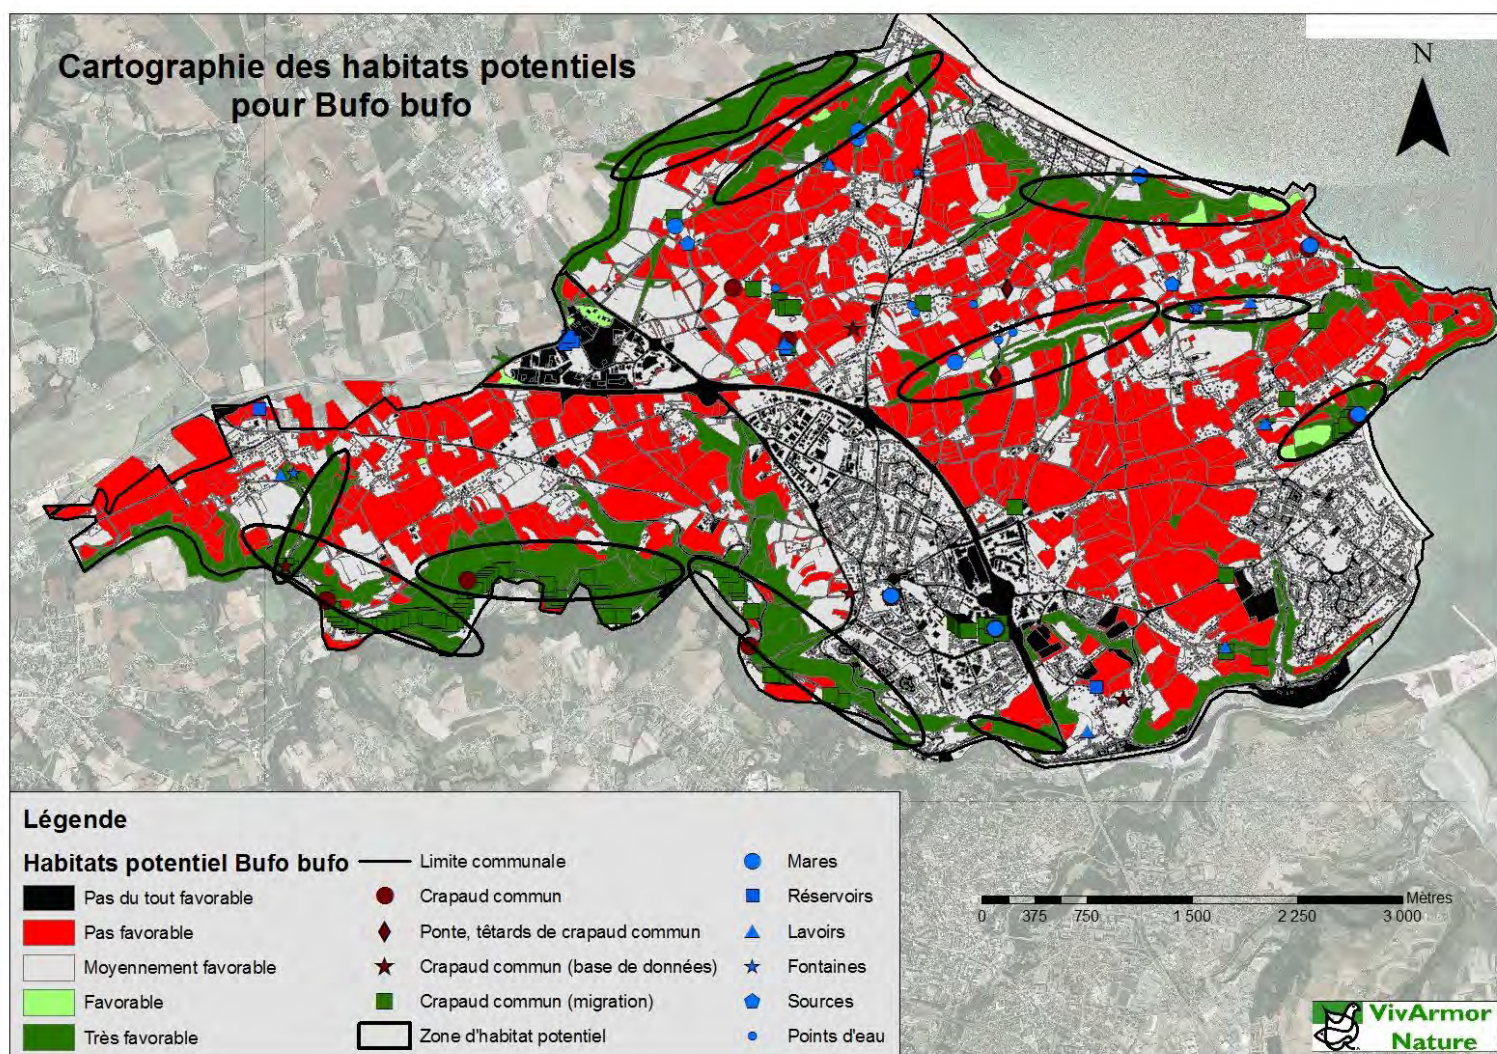 Cartographie des habitats potentiels
pour Bufo bufo
N
Légende
Habitats potentiel Bufo bufo
Pas du tout favorable
Pas favorable
Moyennement favorable
Favorable
Très favorable
Limite communale
Crapaud commun
Ponte, têtards de crapaud commun
Crapaud commun (base de données)
Crapaud commun (migration)
Zone d'habitat potentiel
Mares
Réservoirs
Lavoirs
Fontaines
Sources
Points d'eau
Mètres
0 375 750 1 500 2 250 3 000
VivArmor
Nature